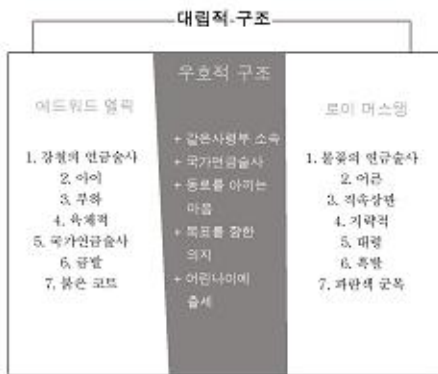 대립적 구조
에드워드 엘릭
1. 강철의 연금술사
2. 아이
3. 부하
4. 육체적
5. 국가연금술사
6. 금발
7. 붉은 코트
우호적 구조
+ 같은사령부 소속
+ 국가연금술사
+ 동료를 아끼는
마음
+ 목표를 향한
의지
+ 어린나이에
출세
로이 머스탱
1. 불꽃의 연금술사
2. 어른
3. 직속상관
4. 지략적
5. 대령
6. 흑발
7. 파란색 군복